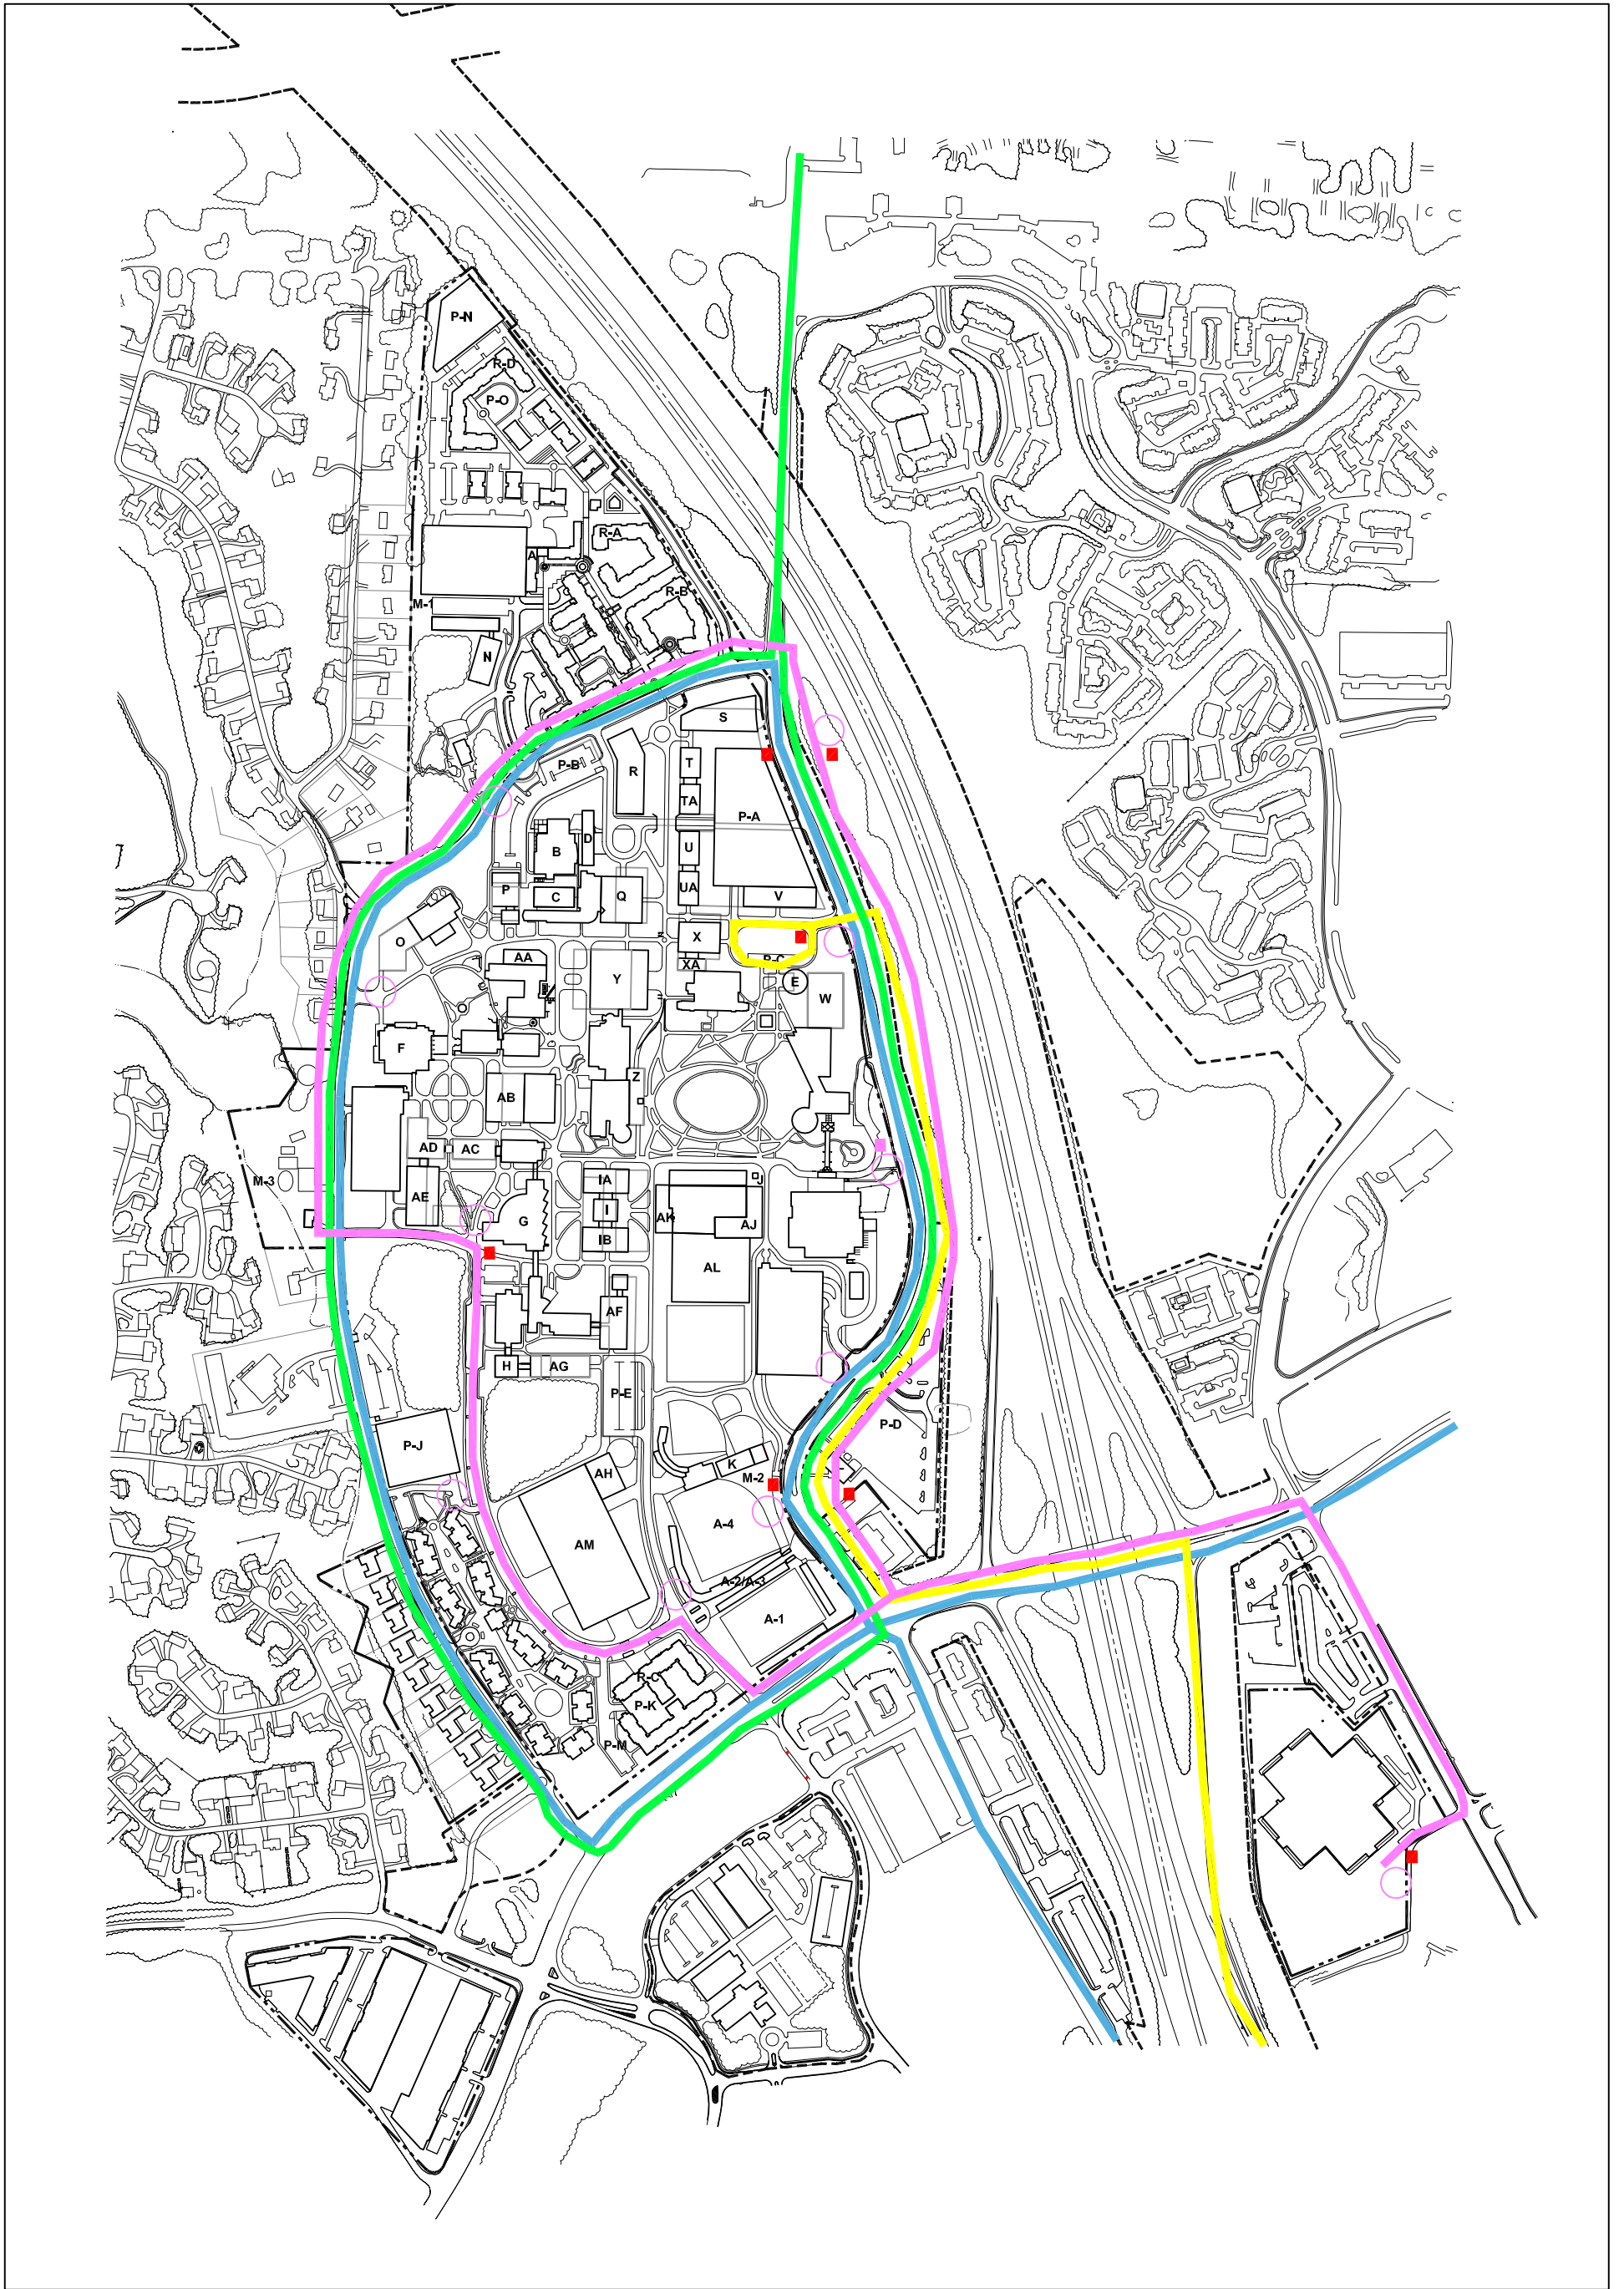 P-N
R-D
P-O
R-A
A
R-B
M-1
N
S
P-B
R
T
TA
P-A
D
B
U
UA
P
C
Q
V
O
X
AA
XA
P-C
Y
E
W
F
Z
AB
AD
AC
M-3
IA
J
AE
I
AK
G
AJ
IB
AL
AF
H
AG
P-E
P-D
P-J
K
AH
M-2
A-4
AM
A-2/A-3
A-1
R-C
P-K
P-M